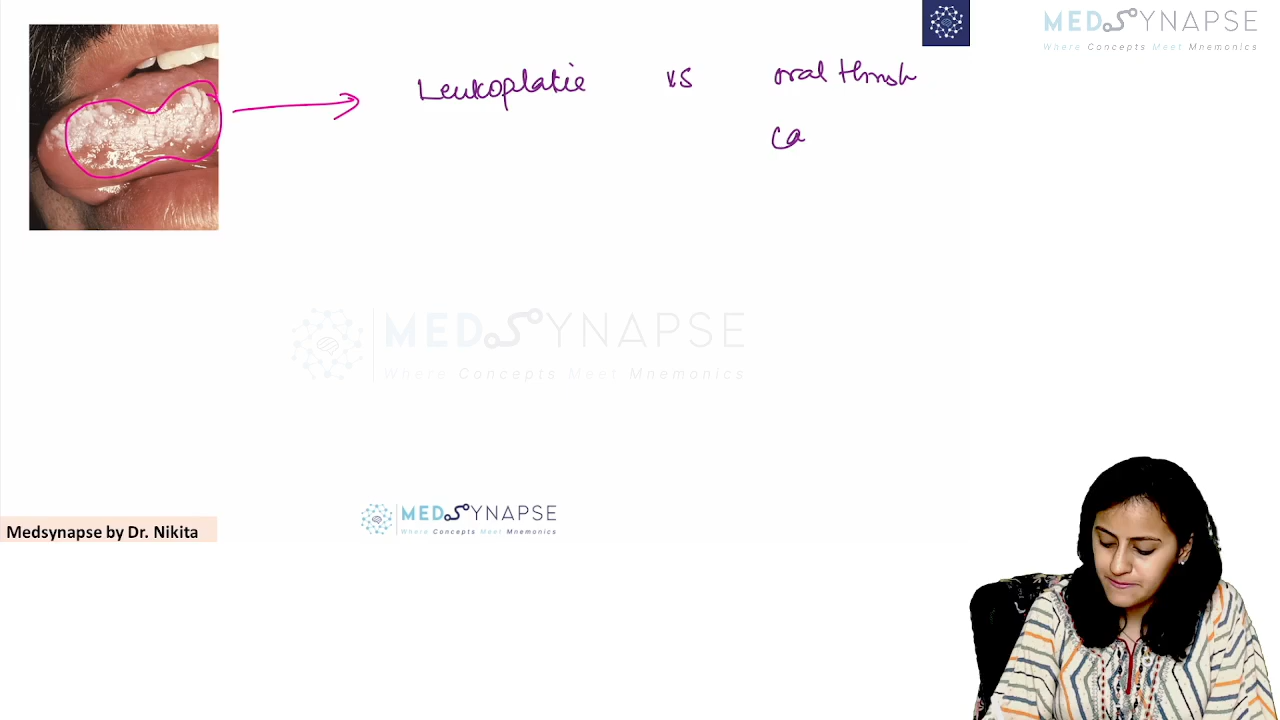 MEDSYNAPSE
Where Concepts Meet Mnemonics
Leukoplakie vs oral thrush
Ca
MEDSYNAPSE
Where Concepts Meet Mnemonics
MEDSYNAPSE
Where Concepts Meet Mnemonics
Medsynapse by Dr. Nikita